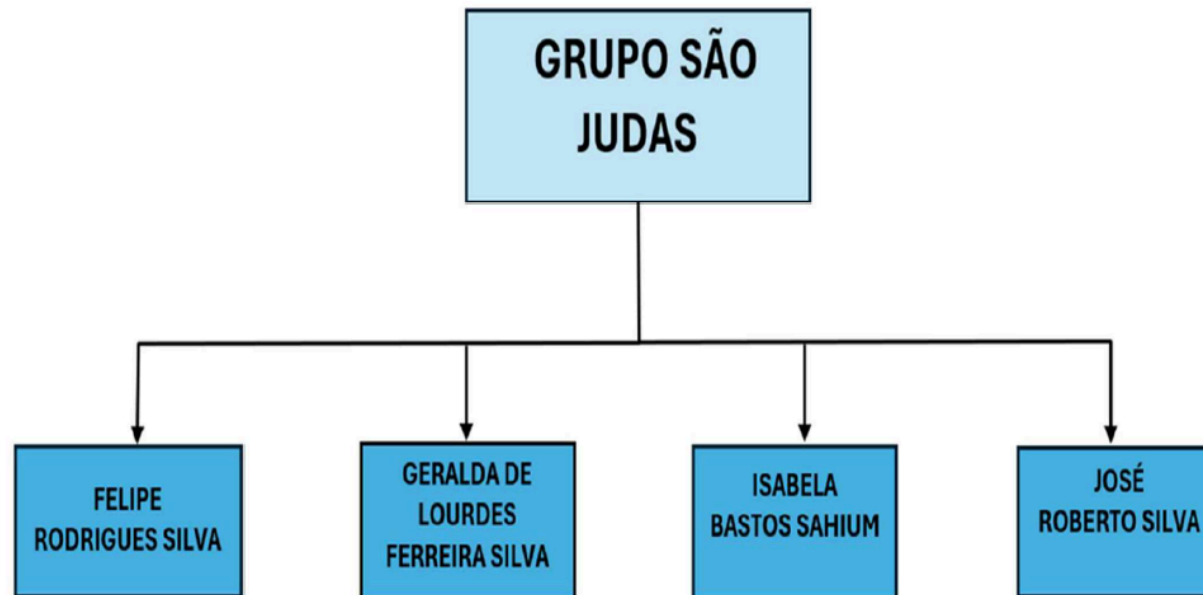 GRUPO SÃO
JUDAS
FELIPE
RODRIGUES SILVA
GERALDA DE
LOURDES
FERREIRA SILVA
ISABELA
BASTOS SAHIUM
JOSÉ
ROBERTO SILVA